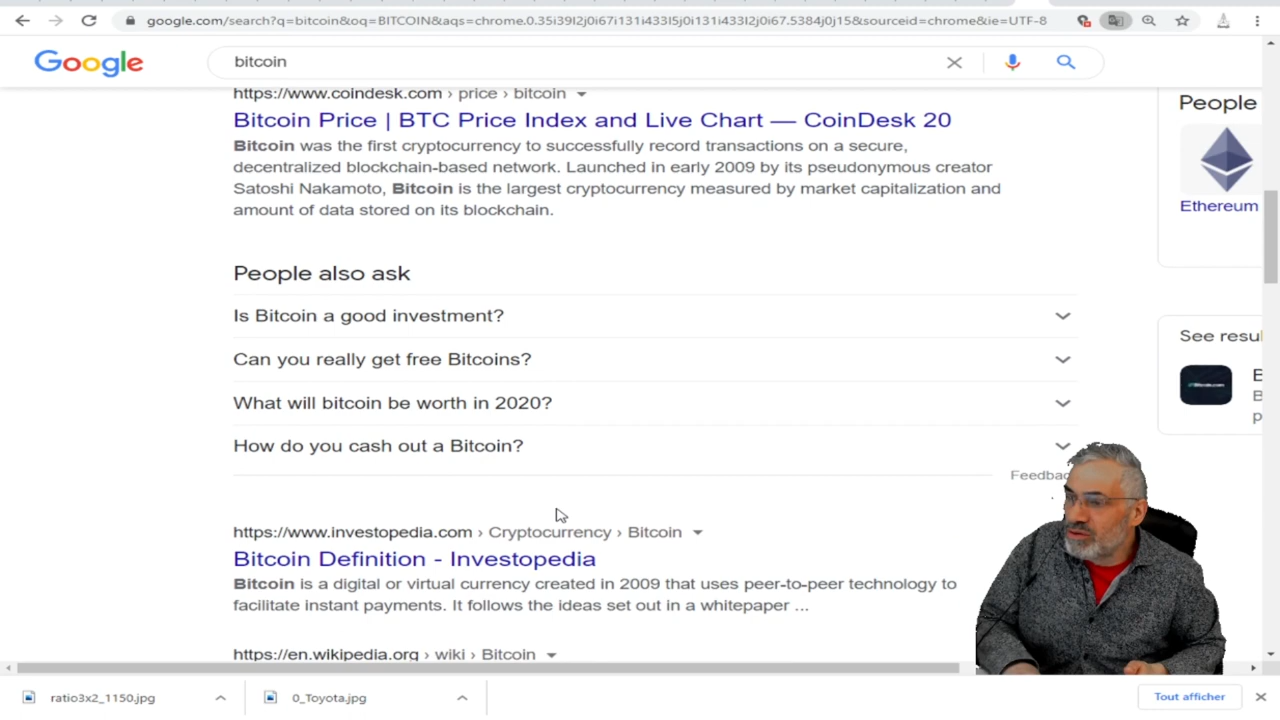 google.com/search?q=bitcoin&oq=BITCOIN&aqs=chrome.0.35i39l2j0i67i131i433l5j0i131i433l2j0i67.5384j0j15&sourceid=chrome&ie=UTF-8
Google
bitcoin
https://www.coindesk.com › price › bitcoin
Bitcoin Price | BTC Price Index and Live Chart — CoinDesk 20
Bitcoin was the first cryptocurrency to successfully record transactions on a secure,
decentralized blockchain-based network. Launched in early 2009 by its pseudonymous creator
Satoshi Nakamoto, Bitcoin is the largest cryptocurrency measured by market capitalization and
amount of data stored on its blockchain.
People also ask
Is Bitcoin a good investment?
Can you really get free Bitcoins?
What will bitcoin be worth in 2020?
How do you cash out a Bitcoin?
https://www.investopedia.com › Cryptocurrency › Bitcoin
Bitcoin Definition - Investopedia
Bitcoin is a digital or virtual currency created in 2009 that uses peer-to-peer technology to
facilitate instant payments. It follows the ideas set out in a whitepaper ...
https://en.wikipedia.org › wiki › Bitcoin
People
Ethereum
See
ratio3x2_1150.jpg
0_Toyota.jpg
Tout afficher